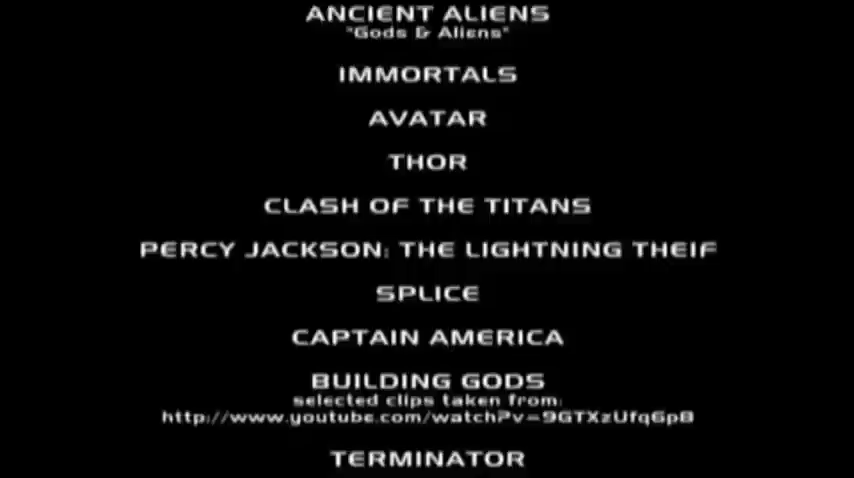 ANCIENT ALIENS
"Gods & Aliens"
IMMORTALS
AVATAR
THOR
CLASH OF THE TITANS
PERCY JACKSON: THE LIGHTNING THEIF
SPLICE
CAPTAIN AMERICA
BUILDING GODS
selected clips taken from:
http://www.youtube.com/watch?v=9GTXzUfq6p8
TERMINATOR